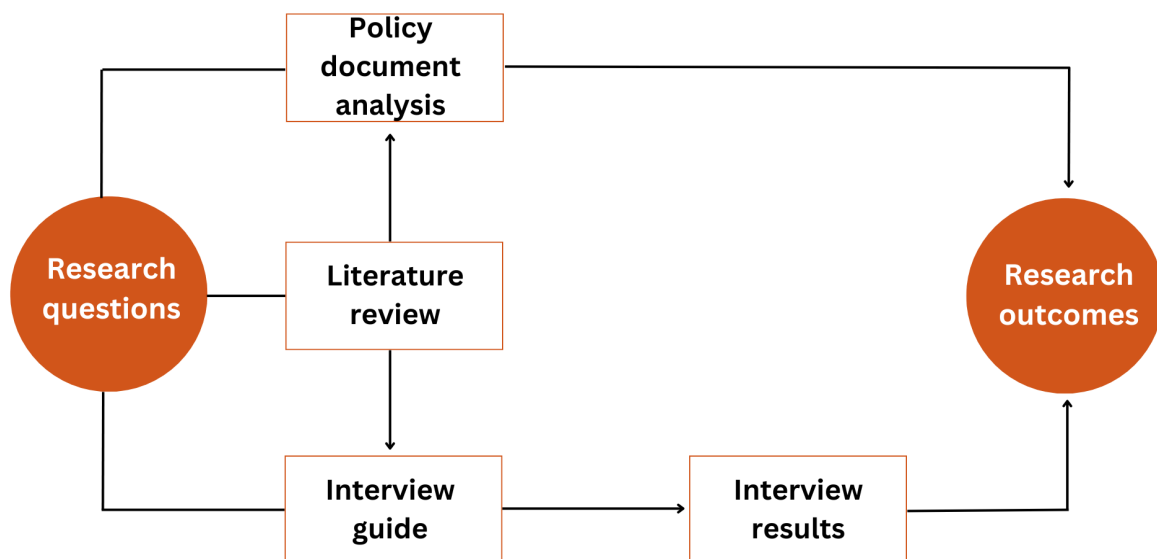 Policy
document
analysis
Research
questions
Literature
review
Research
outcomes
Interview
guide
Interview
results